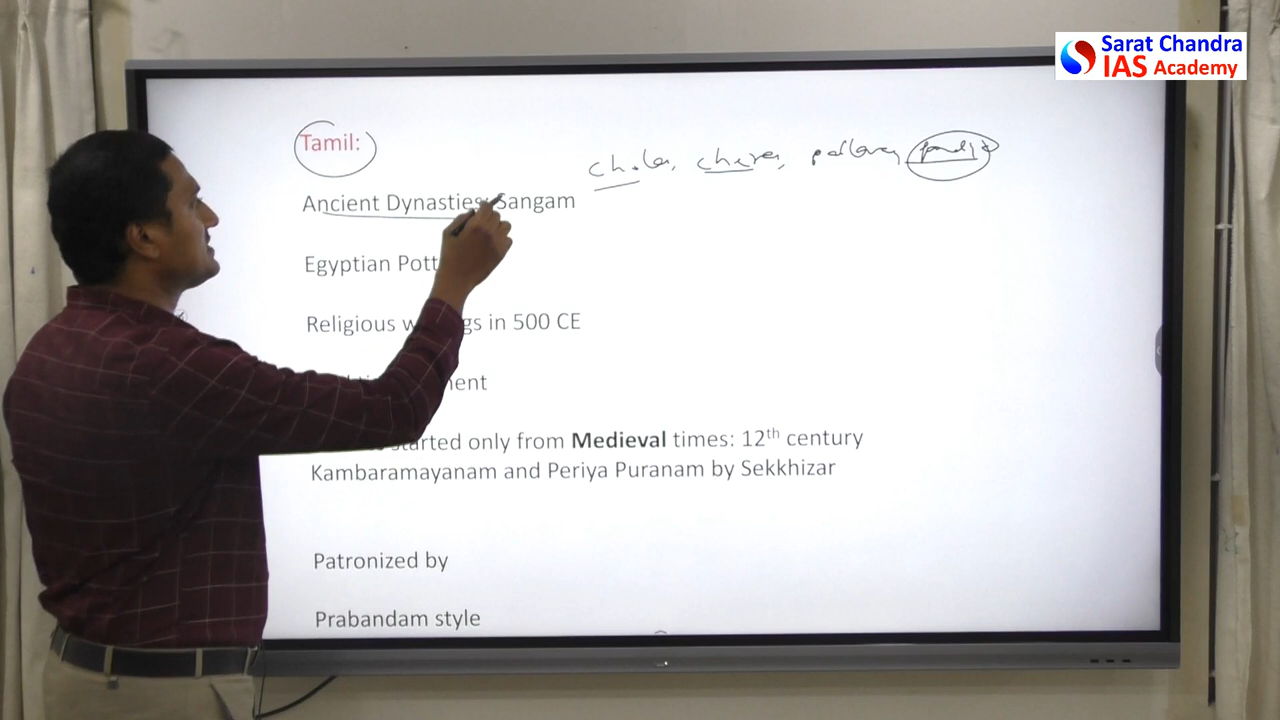 Sarat Chandra
IAS Academy
Tamil:
Chola, Chera, pallava, pandya
Ancient Dynasties: Sangam
Egyptian Pott
Religious w gs in 500 CE
ment
started only from Medieval times: 12th century
Kambaramayanam and Periya Puranam by Sekkhizar
Patronized by
Prabandam style